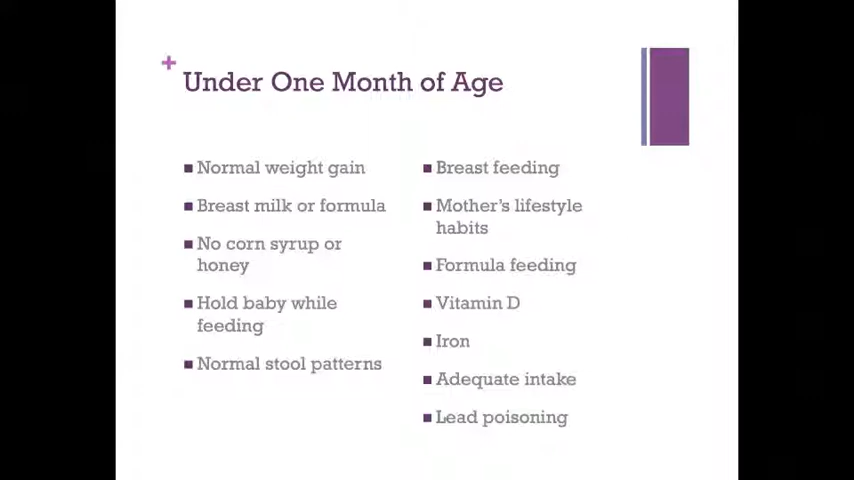 +
Under One Month of Age
■ Normal weight gain
■ Breast milk or formula
■ No corn syrup or
honey
■ Hold baby while
feeding
■ Normal stool patterns
■ Breast feeding
■ Mother's lifestyle
habits
■ Formula feeding
■ Vitamin D
■ Iron
■ Adequate intake
■ Lead poisoning